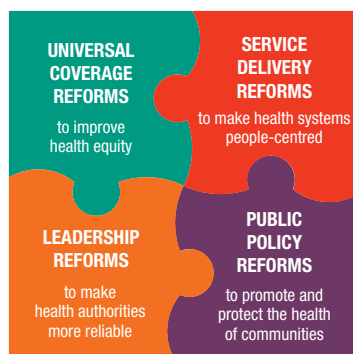 UNIVERSAL
COVERAGE
REFORMS
to improve
health equity
SERVICE
DELIVERY
REFORMS
to make health systems
people-centred
LEADERSHIP
REFORMS
to make
health authorities
more reliable
PUBLIC
POLICY
REFORMS
to promote and
protect the health
of communities